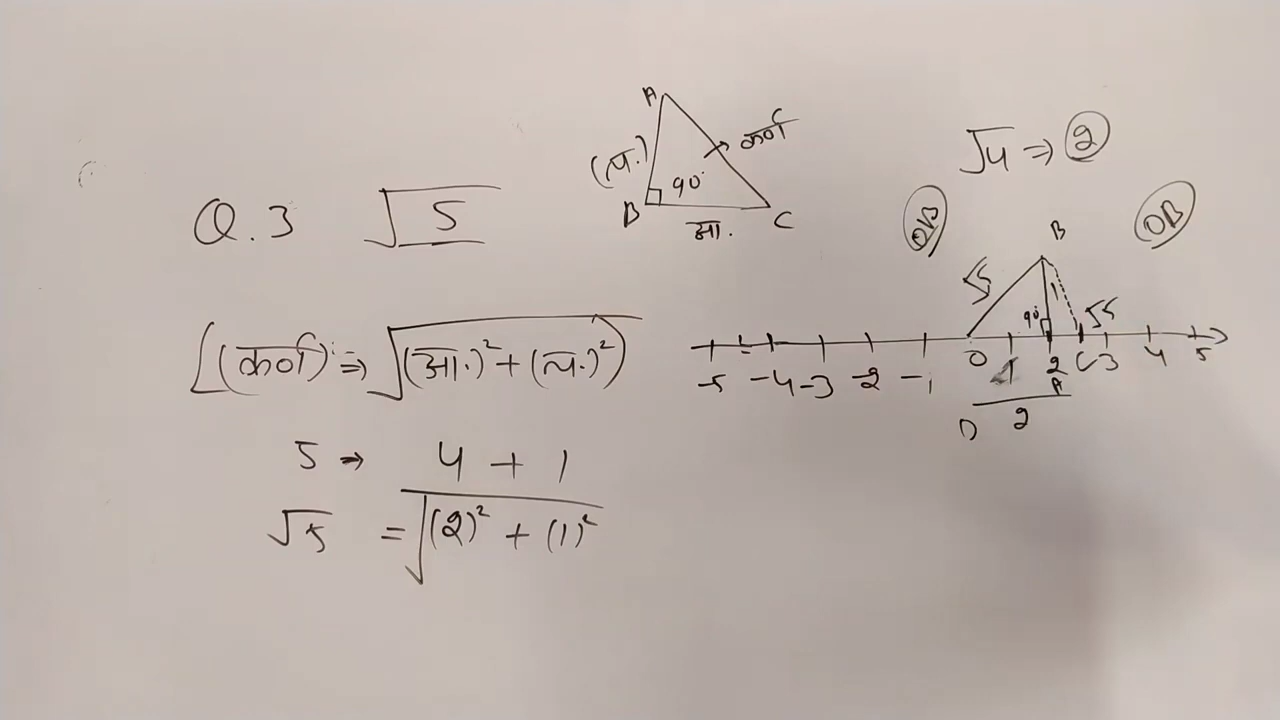 Q.3 √5
A
(ल.)
90°
कर्ण
B
आ.
C
√4 ⇒ 2
OB
OB
B
√5
1
90°
√5
-5 -4 -3 -2 -1 0 1 2 C 3 4 5
A
O
2
[(कर्ण) ⇒ √(आ.)² + (ल.)²)
5 → 4 + 1
√5 = √(2)² + (1)²